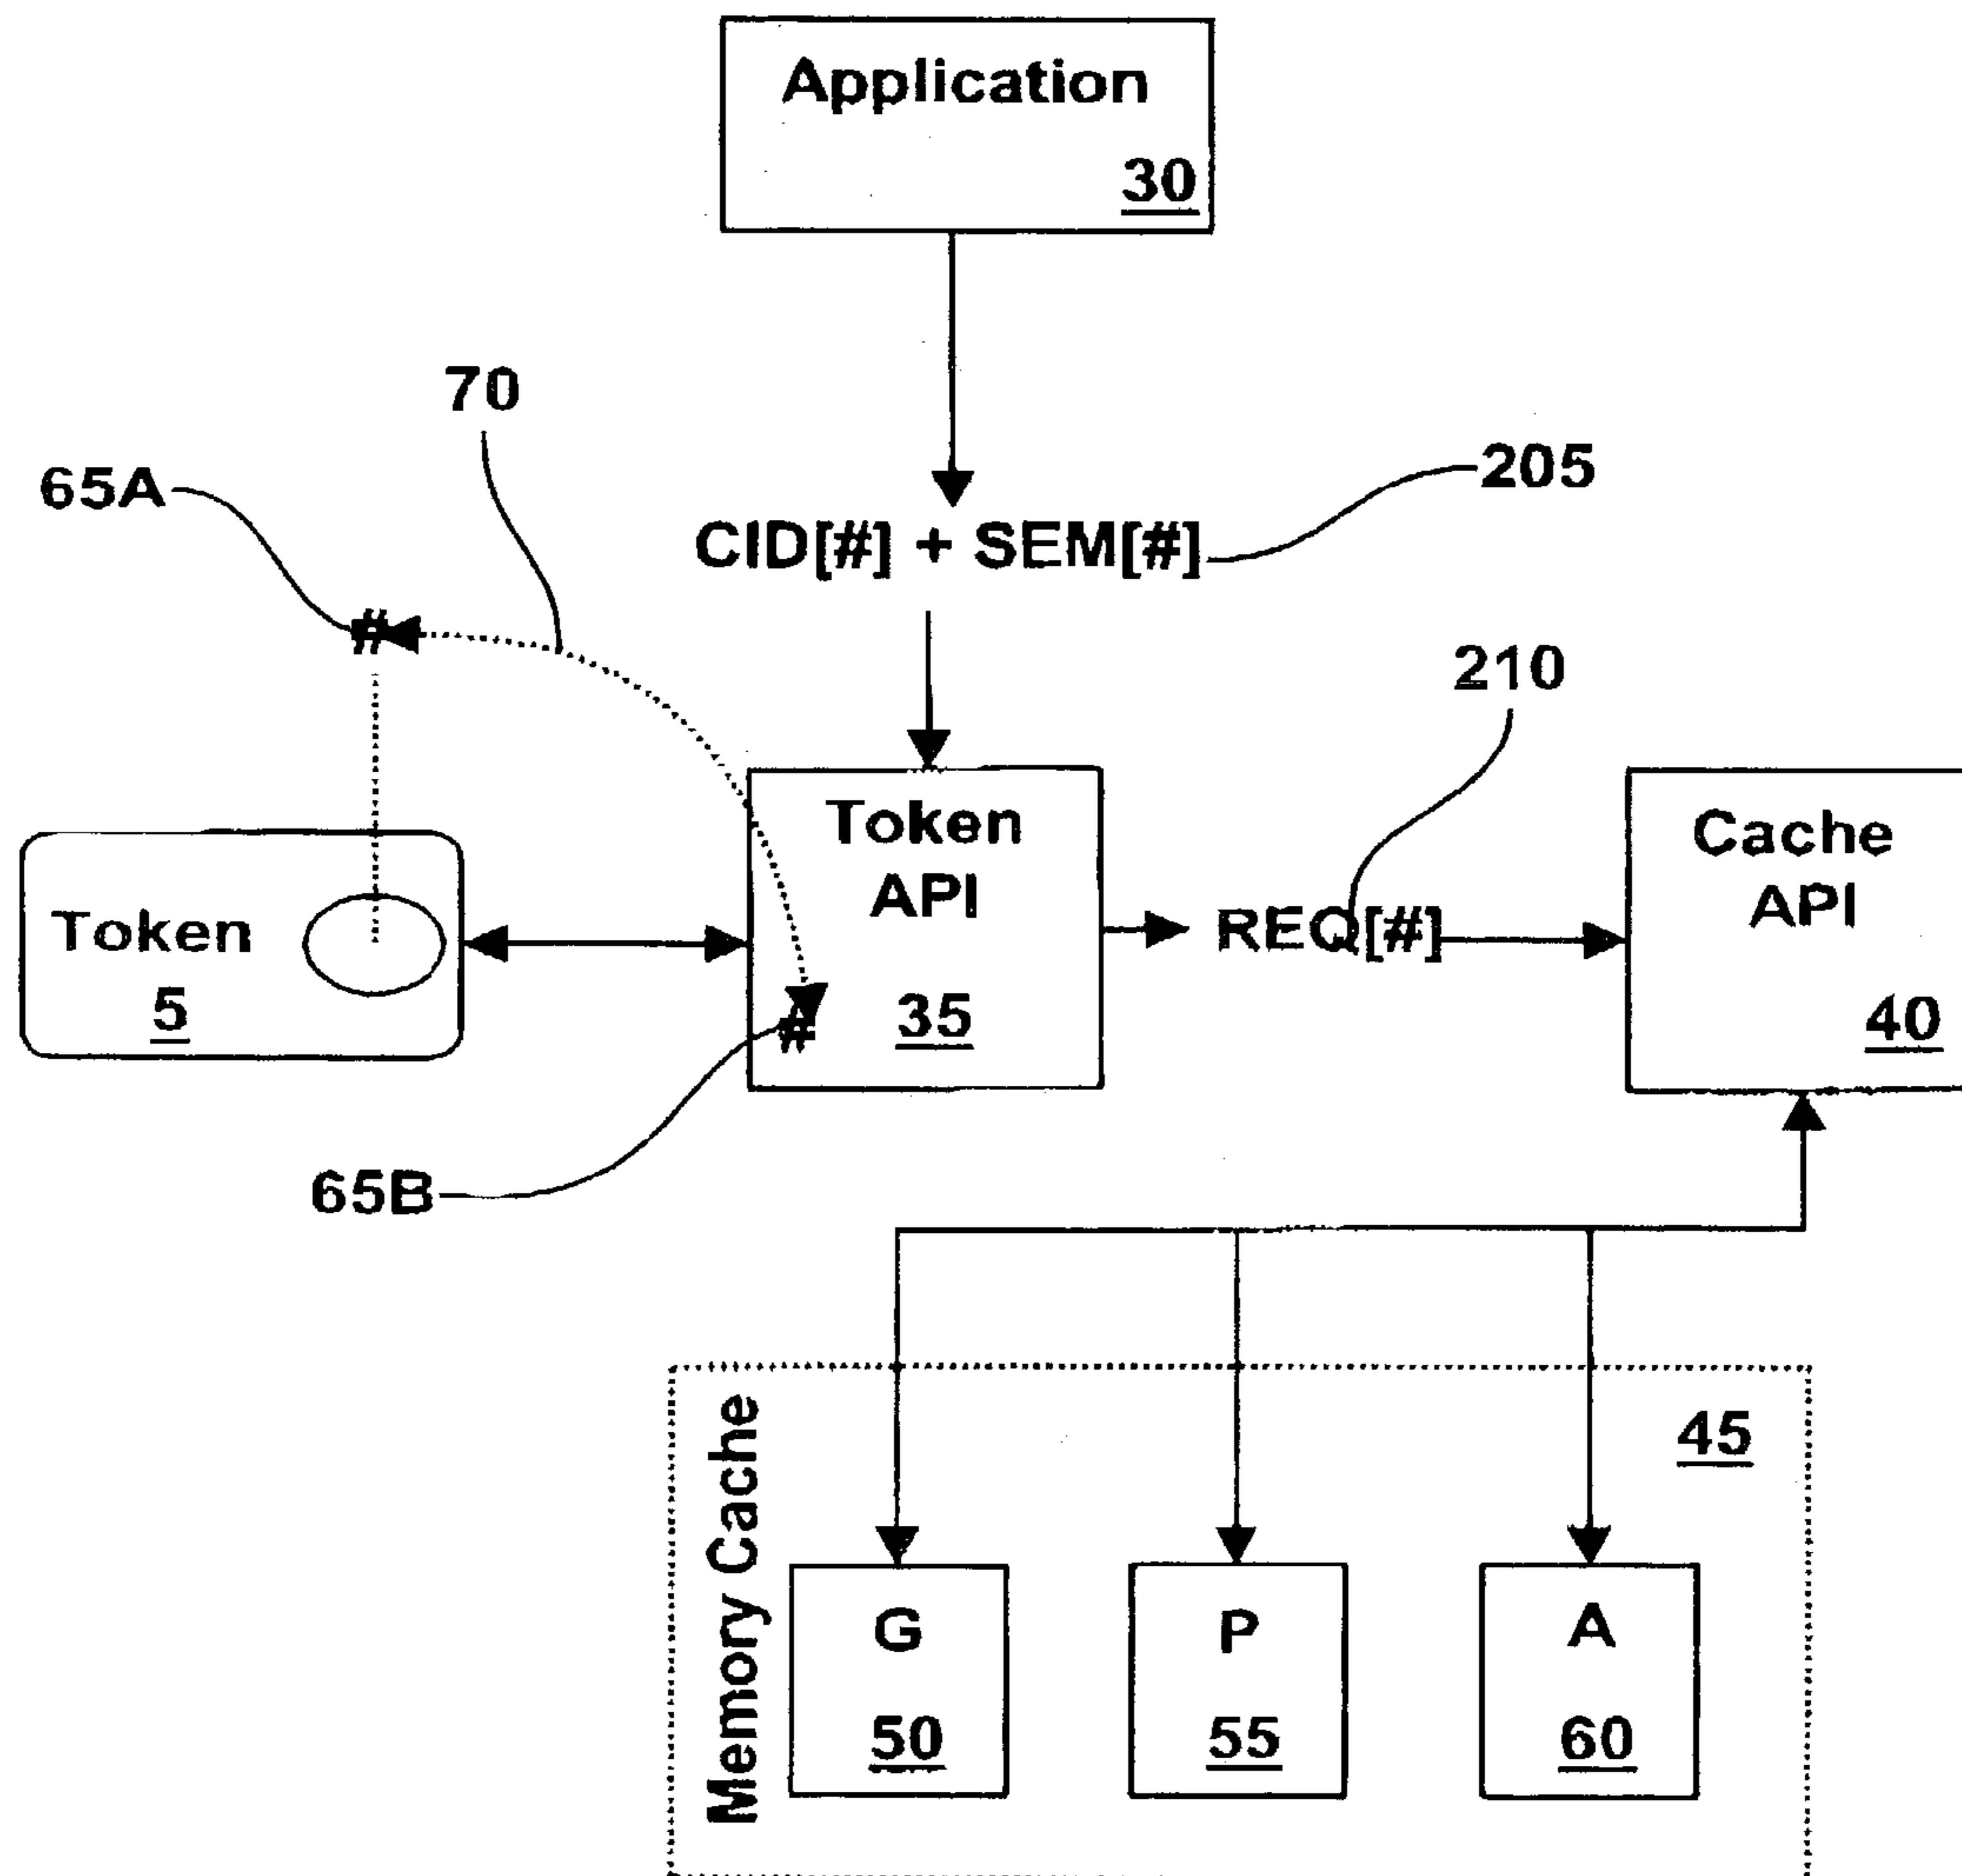 Application
30
70
65A
205
CID[#] + SEM[#]
#
210
Token
API
35
#
REQ[#]
Cache
API
40
Token
5
65B
Memory Cache
45
G
50
P
55
A
60